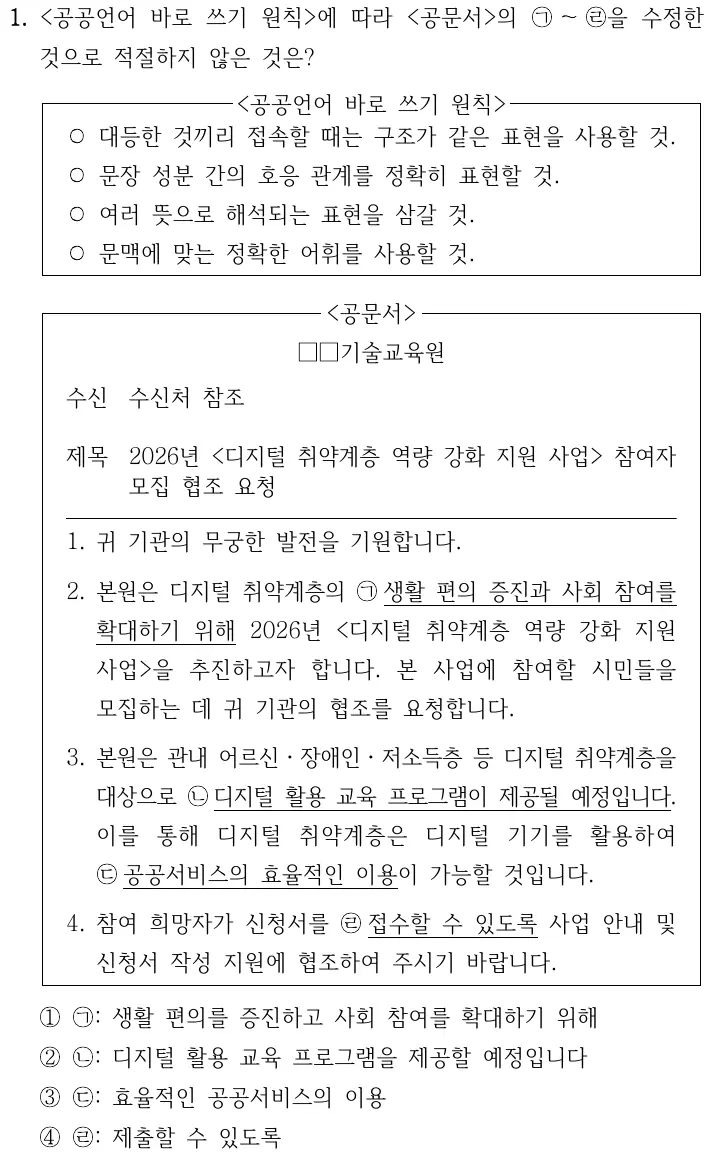 1. <공공언어 바로 쓰기 원칙>에 따라 <공문서>의 ㉠~㉣을 수정한
것으로 적절하지 않은 것은?
<공공언어 바로 쓰기 원칙>
○ 대등한 것끼리 접속할 때는 구조가 같은 표현을 사용할 것.
○ 문장 성분 간의 호응 관계를 정확히 표현할 것.
○ 여러 뜻으로 해석되는 표현을 삼갈 것.
○ 문맥에 맞는 정확한 어휘를 사용할 것.
<공문서>
□□기술교육원
수신 수신처 참조
제목 2026년 <디지털 취약계층 역량 강화 지원 사업> 참여자
모집 협조 요청
1. 귀 기관의 무궁한 발전을 기원합니다.
2. 본원은 디지털 취약계층의 ㉠ 생활 편의 증진과 사회 참여를
확대하기 위해 2026년 <디지털 취약계층 역량 강화 지원
사업>을 추진하고자 합니다. 본 사업에 참여할 시민들을
모집하는 데 귀 기관의 협조를 요청합니다.
3. 본원은 관내 어르신·장애인·저소득층 등 디지털 취약계층을
대상으로 ㉡ 디지털 활용 교육 프로그램이 제공될 예정입니다.
이를 통해 디지털 취약계층은 디지털 기기를 활용하여
㉢ 공공서비스의 효율적인 이용이 가능할 것입니다.
4. 참여 희망자가 신청서를 ㉣ 접수할 수 있도록 사업 안내 및
신청서 작성 지원에 협조하여 주시기 바랍니다.
① ㉠: 생활 편의를 증진하고 사회 참여를 확대하기 위해
② ㉡: 디지털 활용 교육 프로그램을 제공할 예정입니다
③ ㉢: 효율적인 공공서비스의 이용
④ ㉣: 제출할 수 있도록